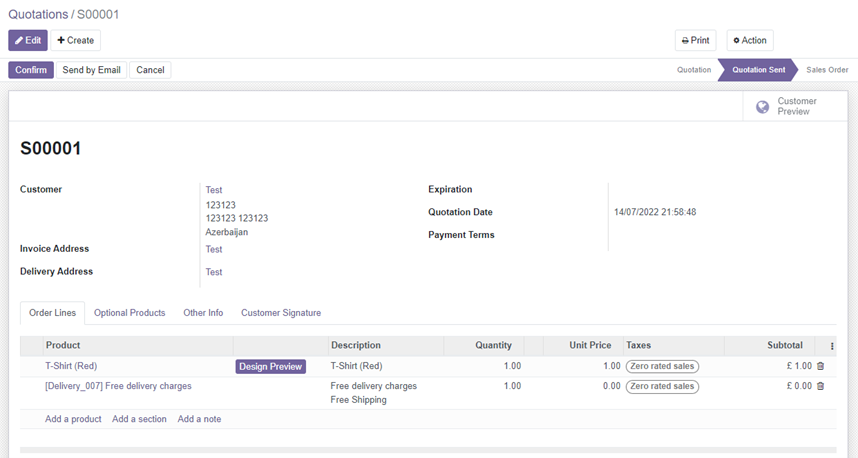 Quotations / S00001
Edit
Create
Print
Action
Confirm
Send by Email
Cancel
Quotation
Quotation Sent
Sales Order
Customer
Preview
S00001
Customer
Test
123123
123123 123123
Azerbaijan
Invoice Address
Test
Delivery Address
Test
Expiration
Quotation Date
14/07/2022 21:58:48
Payment Terms
Order Lines
Optional Products
Other Info
Customer Signature
Product Description Quantity Unit Price Taxes Subtotal
T-Shirt (Red) Design Preview T-Shirt (Red) 1.00 1.00 Zero rated sales £ 1.00
[Delivery_007] Free delivery charges Free delivery charges 1.00 0.00 Zero rated sales £ 0.00
Free Shipping
Add a product Add a section Add a note